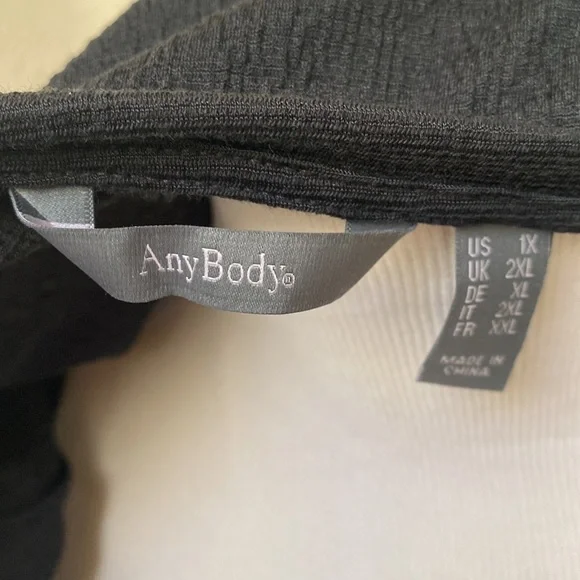 AnyBody®
US 1X
UK 2XL
DE XL
IT 2XL
FR XXL
MADE IN
CHINA